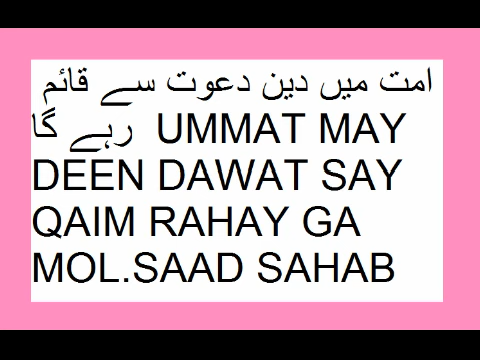 امت میں دین دعوت سے قائم
رہے گا UMMAT MAY
DEEN DAWAT SAY
QAIM RAHAY GA
MOL.SAAD SAHAB